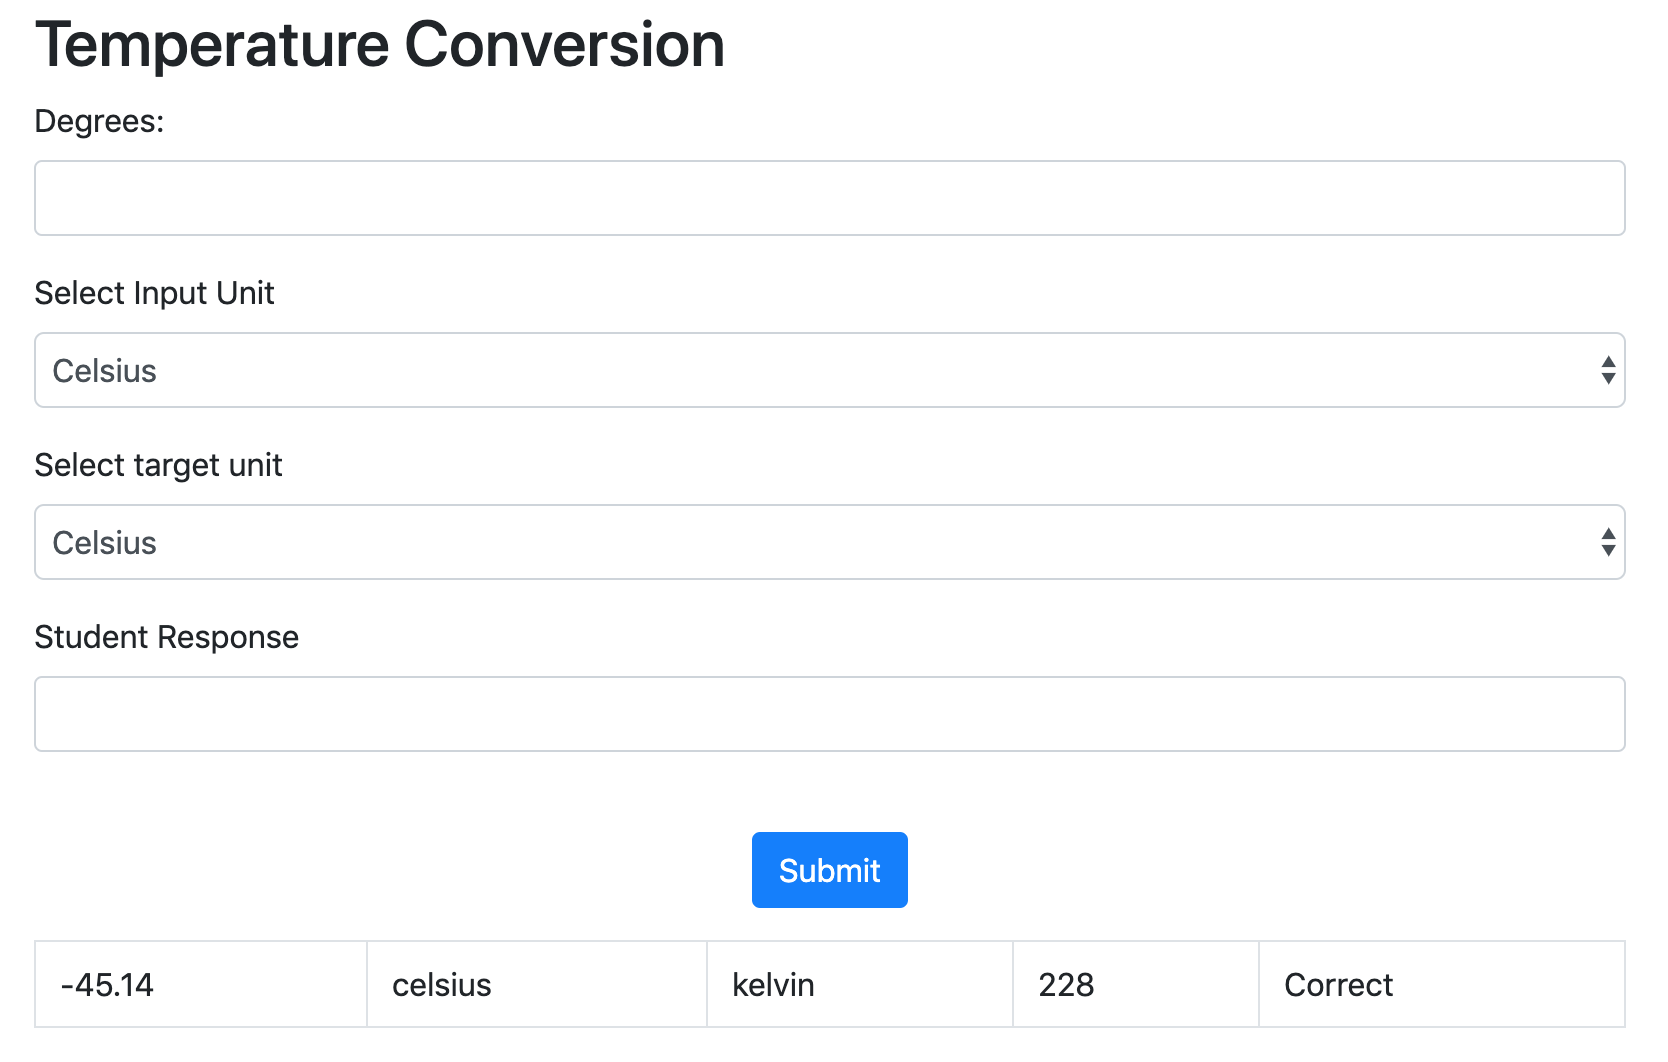 Temperature Conversion
Degrees:
Select Input Unit
Celsius
Select target unit
Celsius
Student Response
Submit
-45.14 celsius kelvin 228 Correct